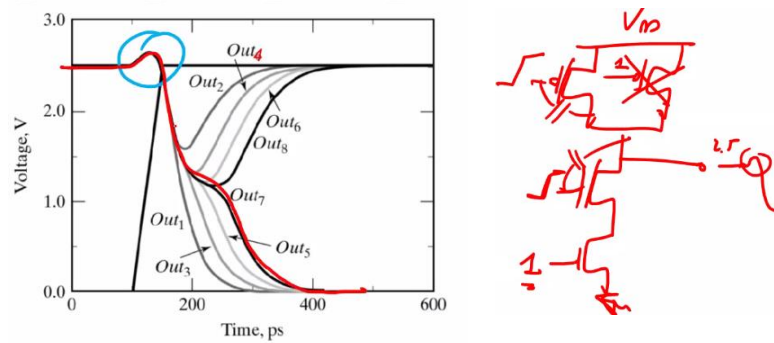 3.0
Out4
Out2
2.0
Out6
Out8
Voltage, V
1.0
Out7
Out1
Out5
Out3
0.0
0
200
400
600
Time, ps
VDD
1
2.5
1